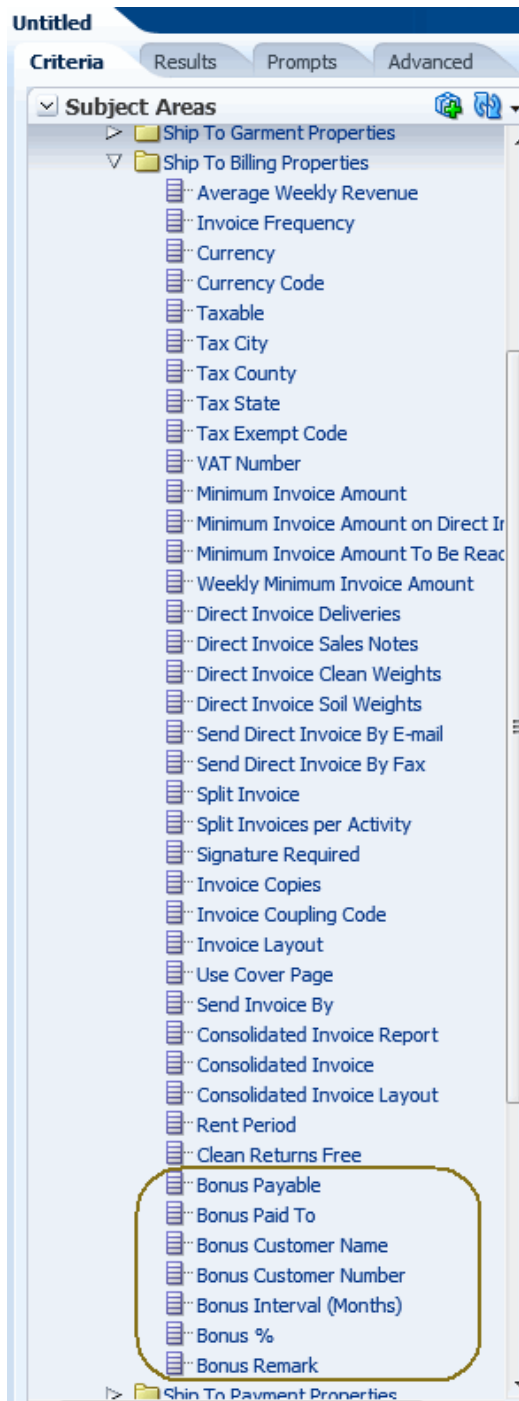 Untitled
Criteria Results Prompts Advanced
Subject Areas
Ship To Garment Properties
Ship To Billing Properties
Average Weekly Revenue
Invoice Frequency
Currency
Currency Code
Taxable
Tax City
Tax County
Tax State
Tax Exempt Code
VAT Number
Minimum Invoice Amount
Minimum Invoice Amount on Direct
Minimum Invoice Amount To Be
Weekly Minimum Invoice Amount
Direct Invoice Deliveries
Direct Invoice Sales Notes
Direct Invoice Clean Weights
Direct Invoice Soil Weights
Send Direct Invoice By E-mail
Send Direct Invoice By Fax
Split Invoice
Split Invoices per Activity
Signature Required
Invoice Copies
Invoice Coupling Code
Invoice Layout
Use Cover Page
Send Invoice By
Consolidated Invoice Report
Consolidated Invoice
Consolidated Invoice Layout
Rent Period
Clean Returns Free
Bonus Payable
Bonus Paid To
Bonus Customer Name
Bonus Customer Number
Bonus Interval (Months)
Bonus %
Bonus Remark
Ship To Payment Properties